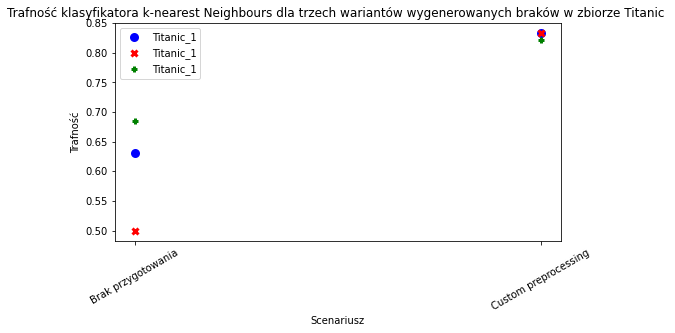 Trafność klasyfikatora k-nearest Neighbours dla trzech wariantów wygenerowanych braków w zbiorze Titanic
0.85
0.80
0.75
0.70
0.65
0.60
0.55
0.50
Trafność
Titanic_1
Titanic_1
Titanic_1
Brak przygotowania
Custom preprocessing
Scenariusz